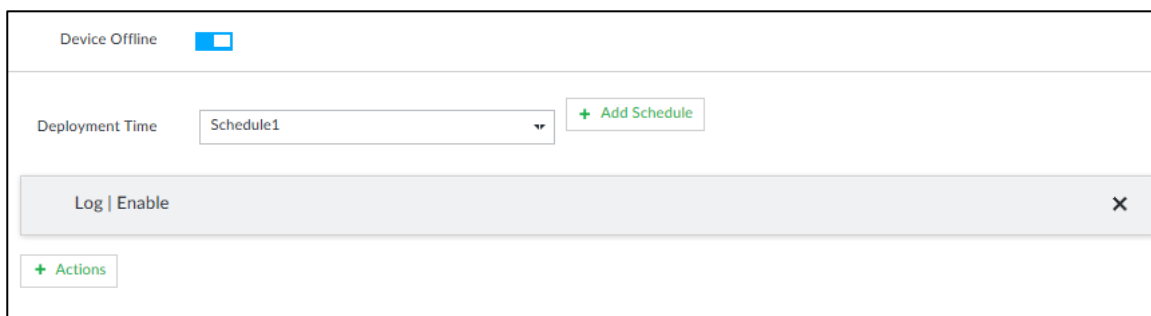 Device Offline
Deployment Time
Schedule1
+ Add Schedule
Log | Enable
+ Actions